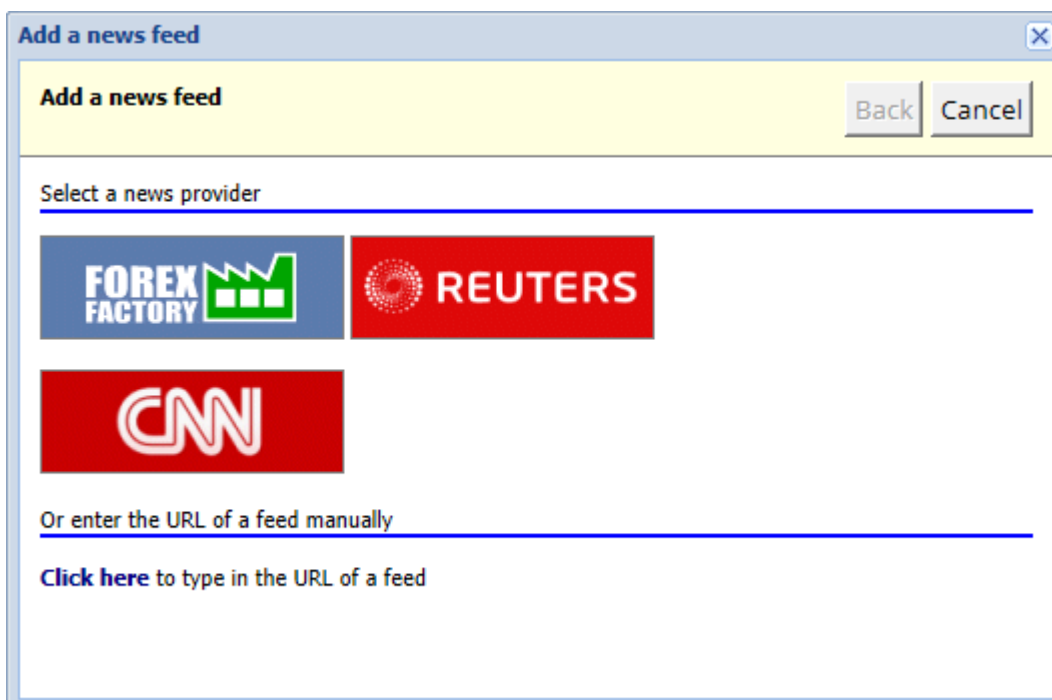 Add a news feed
Add a news feed
Back Cancel
Select a news provider
FOREX
FACTORY
REUTERS
CNN
Or enter the URL of a feed manually
Click here to type in the URL of a feed